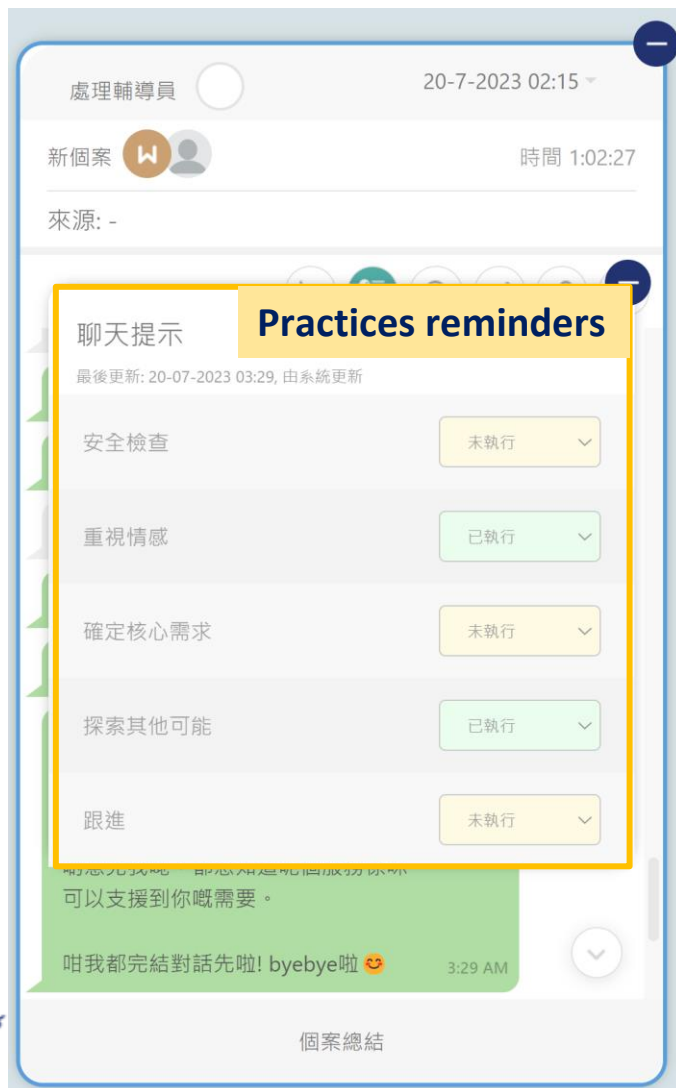 處理輔導員
20-7-2023 02:15
新個案
W
時間 1:02:27
來源: -
Practices reminders
聊天提示
最後更新: 20-07-2023 03:29, 由系統更新
安全檢查
未執行
重視情感
已執行
確定核心需求
未執行
探索其他可能
已執行
跟進
未執行
可以支援到你嘅需要。
咁我都完結對話先啦! byebye啦 😊
3:29 AM
個案總結